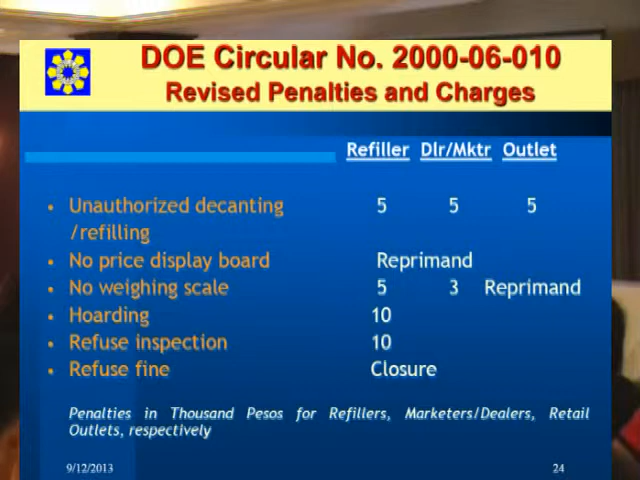 DOE Circular No. 2000-06-010
Revised Penalties and Charges
Refiller Dlr/Mktr Outlet
• Unauthorized decanting 5 5 5
/refilling
• No price display board Reprimand
• No weighing scale 5 3 Reprimand
• Hoarding 10
• Refuse inspection 10
• Refuse fine Closure
Penalties in Thousand Pesos for Refillers, Marketers/Dealers, Retail
Outlets, respectively
9/12/2013 24